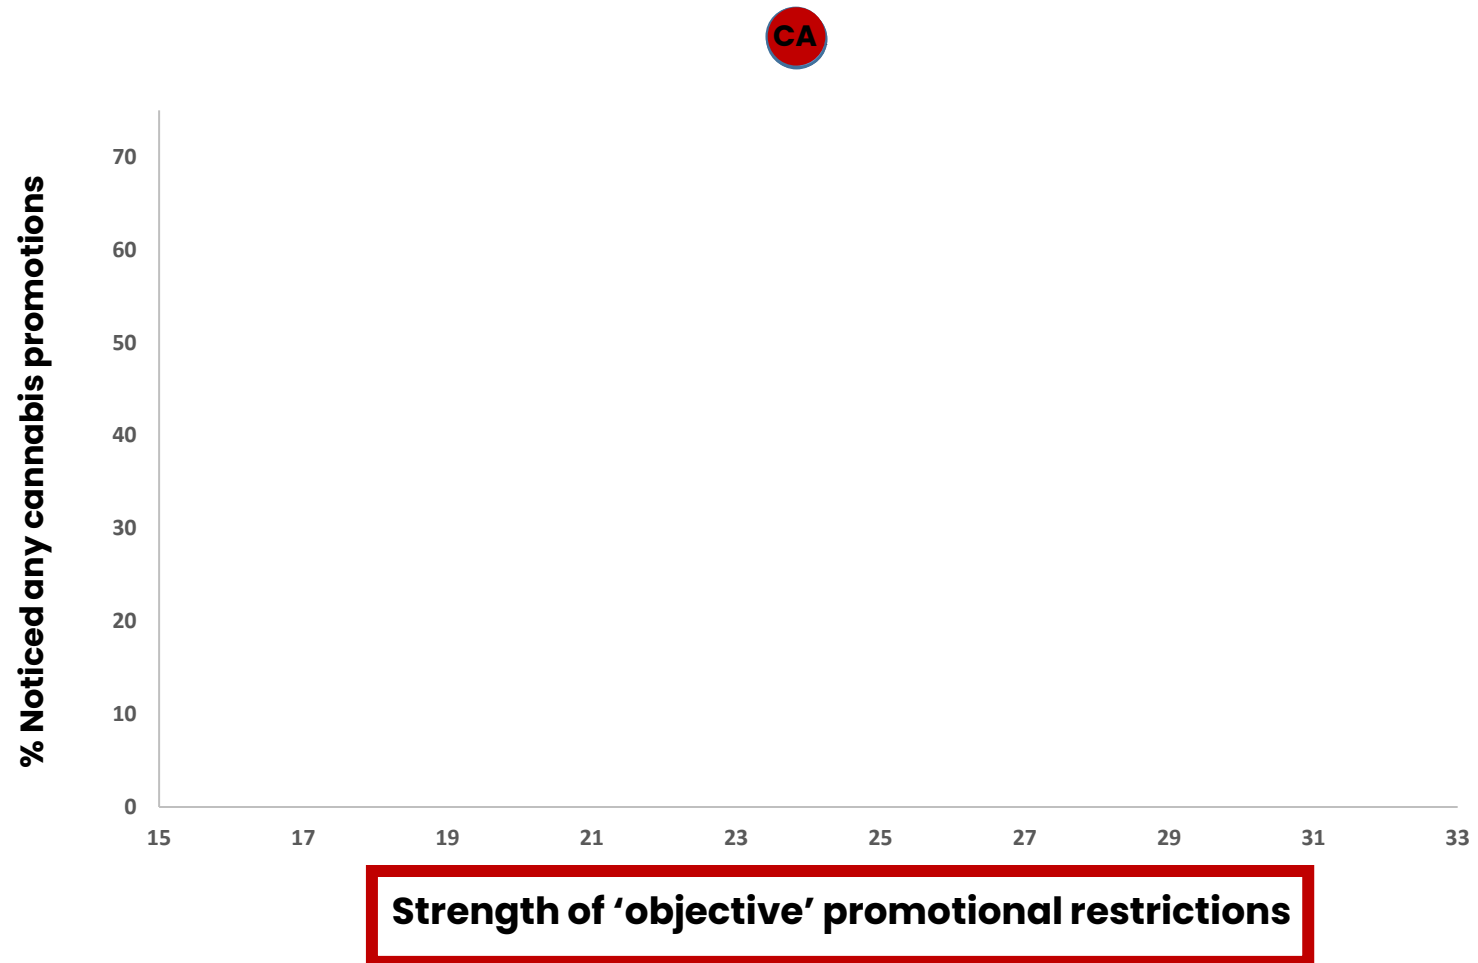 CA
% Noticed any cannabis promotions
70
60
50
40
30
20
10
0
15 17 19 21 23 25 27 29 31 33
Strength of ‘objective’ promotional restrictions